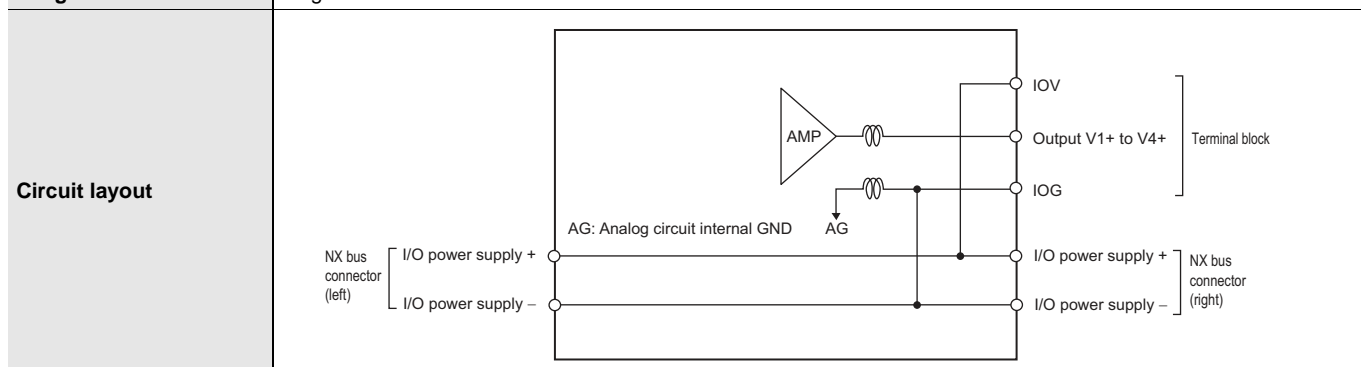 Circuit layout
IOV
AMP
Output V1+ to V4+
Terminal block
IOG
AG: Analog circuit internal GND
AG
NX bus
connector
(left)
I/O power supply +
I/O power supply −
I/O power supply +
I/O power supply −
NX bus
connector
(right)